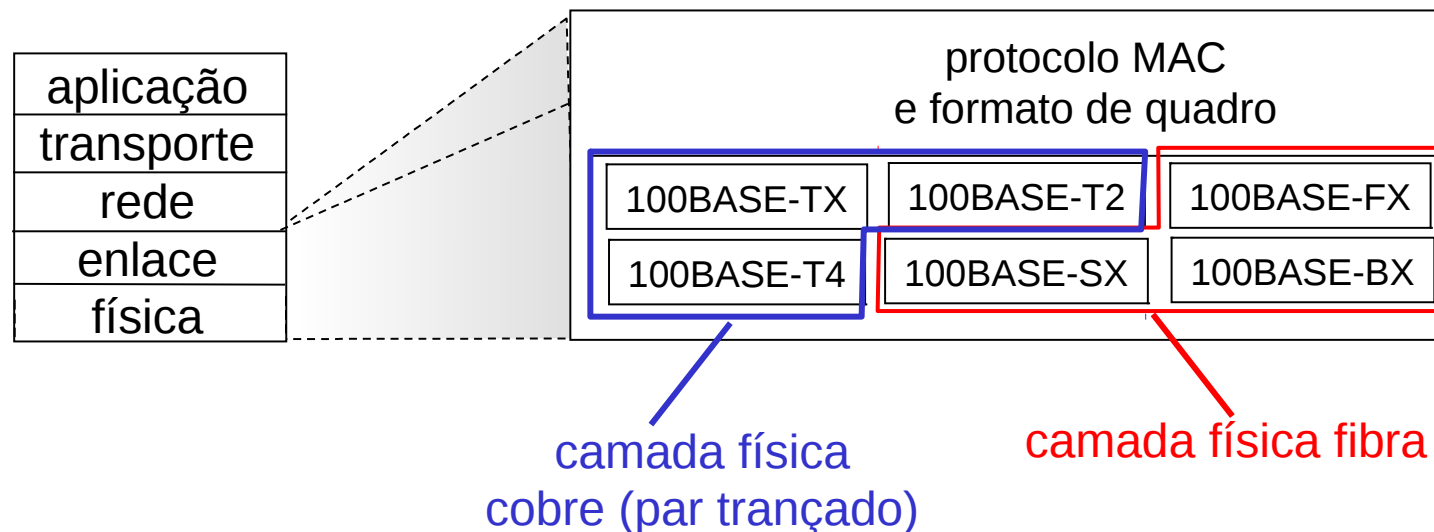 aplicação
transporte
rede
enlace
física
protocolo MAC
e formato de quadro
100BASE-TX
100BASE-T2
100BASE-FX
100BASE-T4
100BASE-SX
100BASE-BX
camada física
cobre (par trançado)
camada física fibra